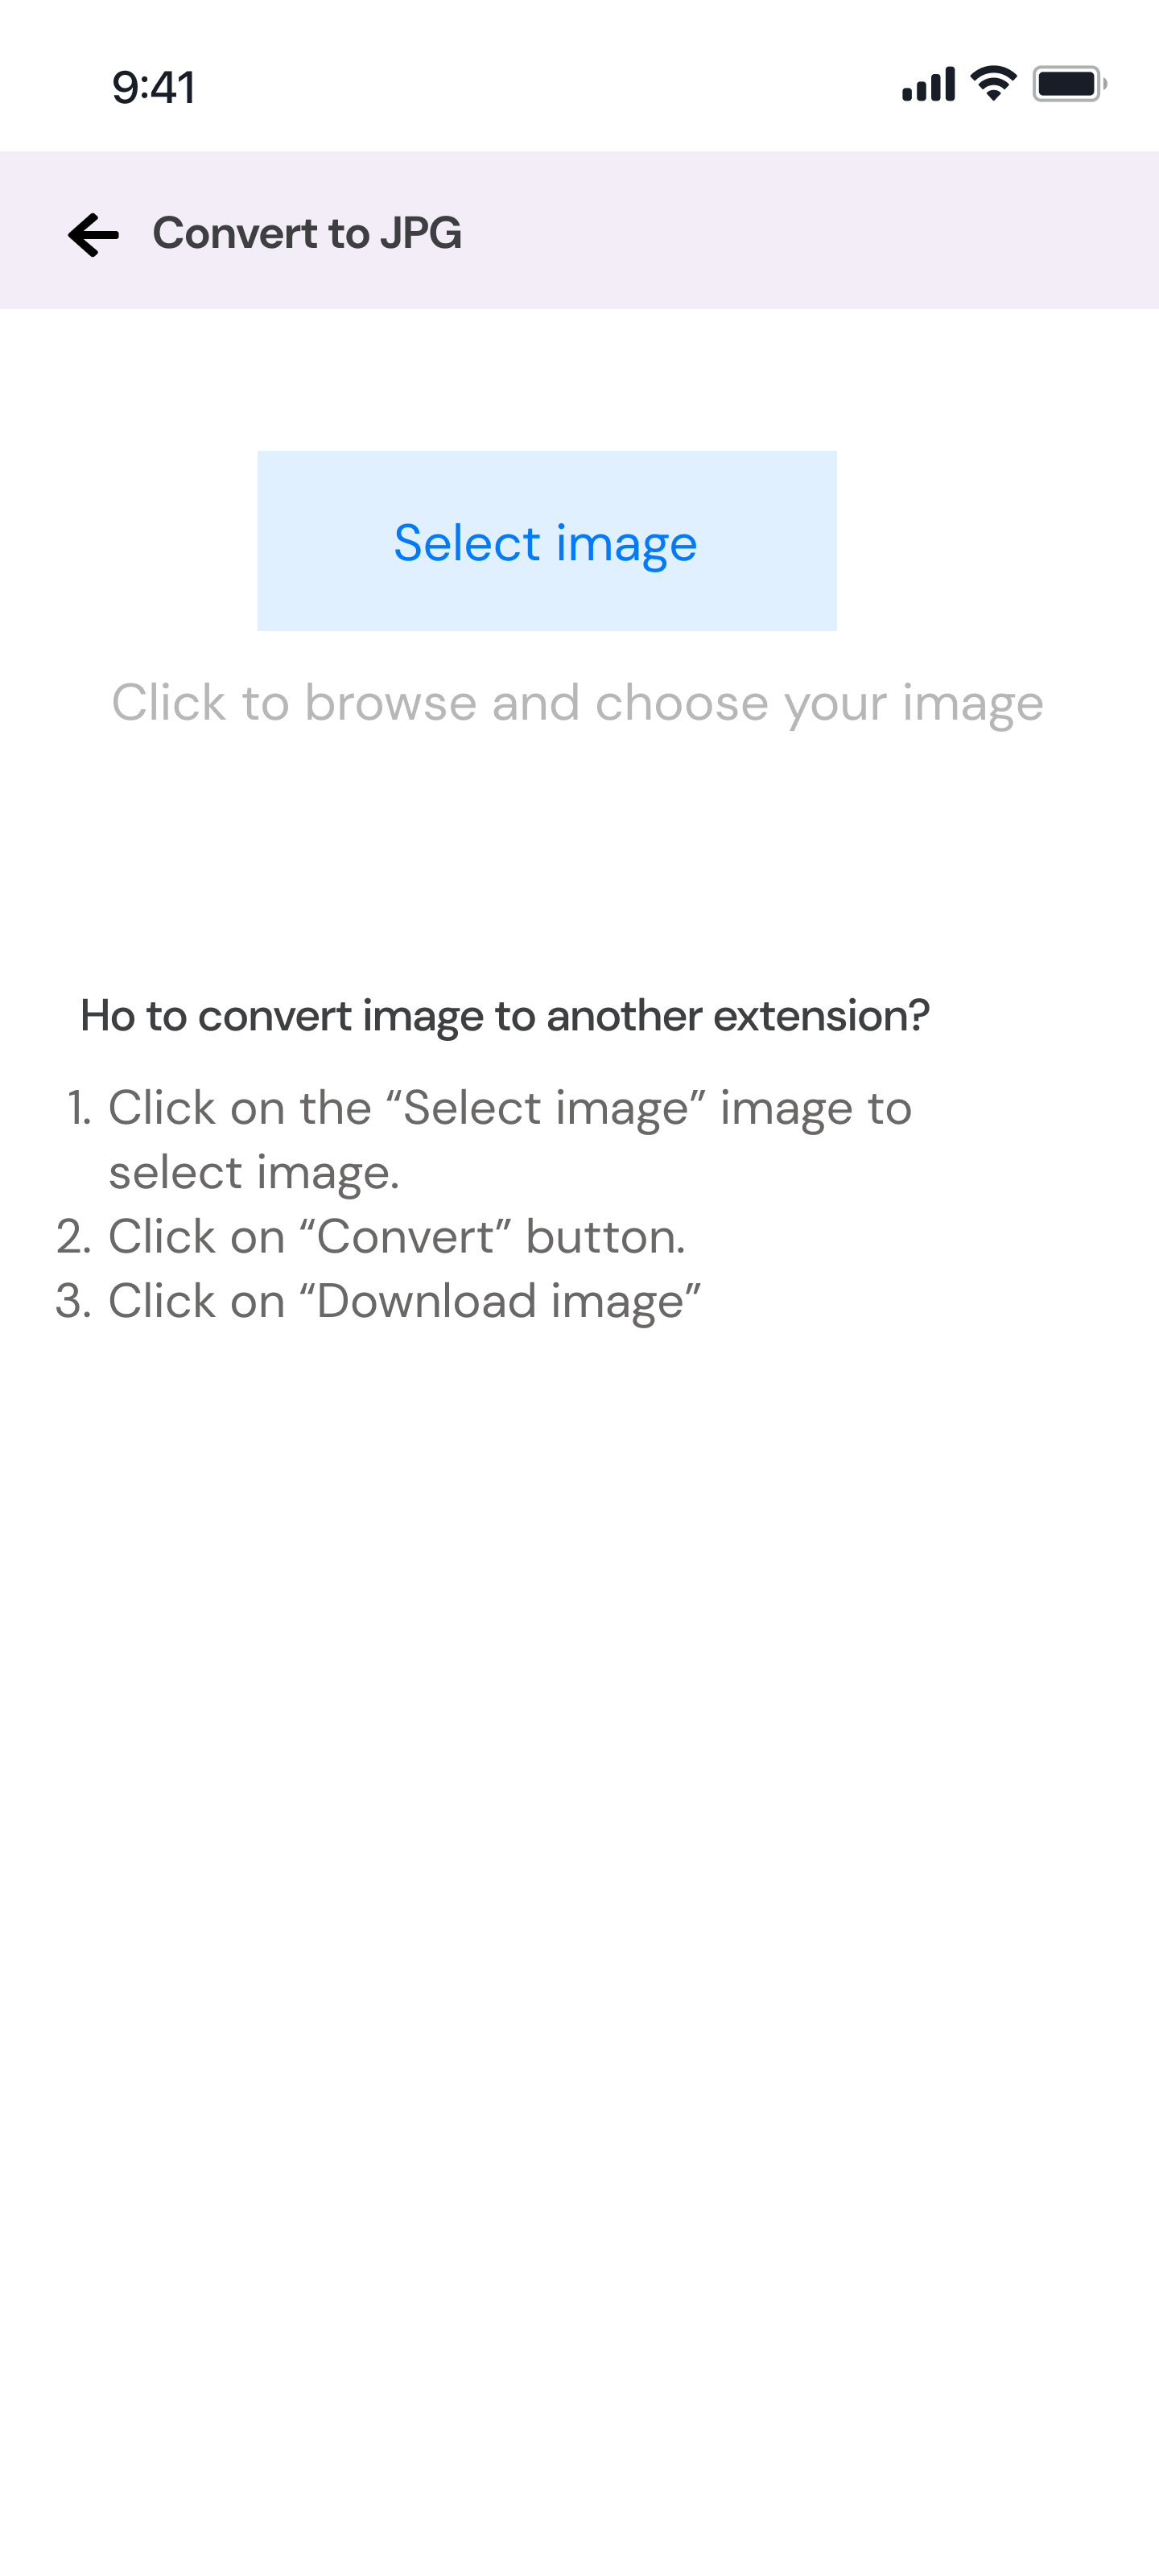 9:41
Convert to JPG
Select image
Click to browse and choose your image
Ho to convert image to another extension?
1. Click on the “Select image” image to
select image.
2. Click on “Convert” button.
3. Click on “Download image”